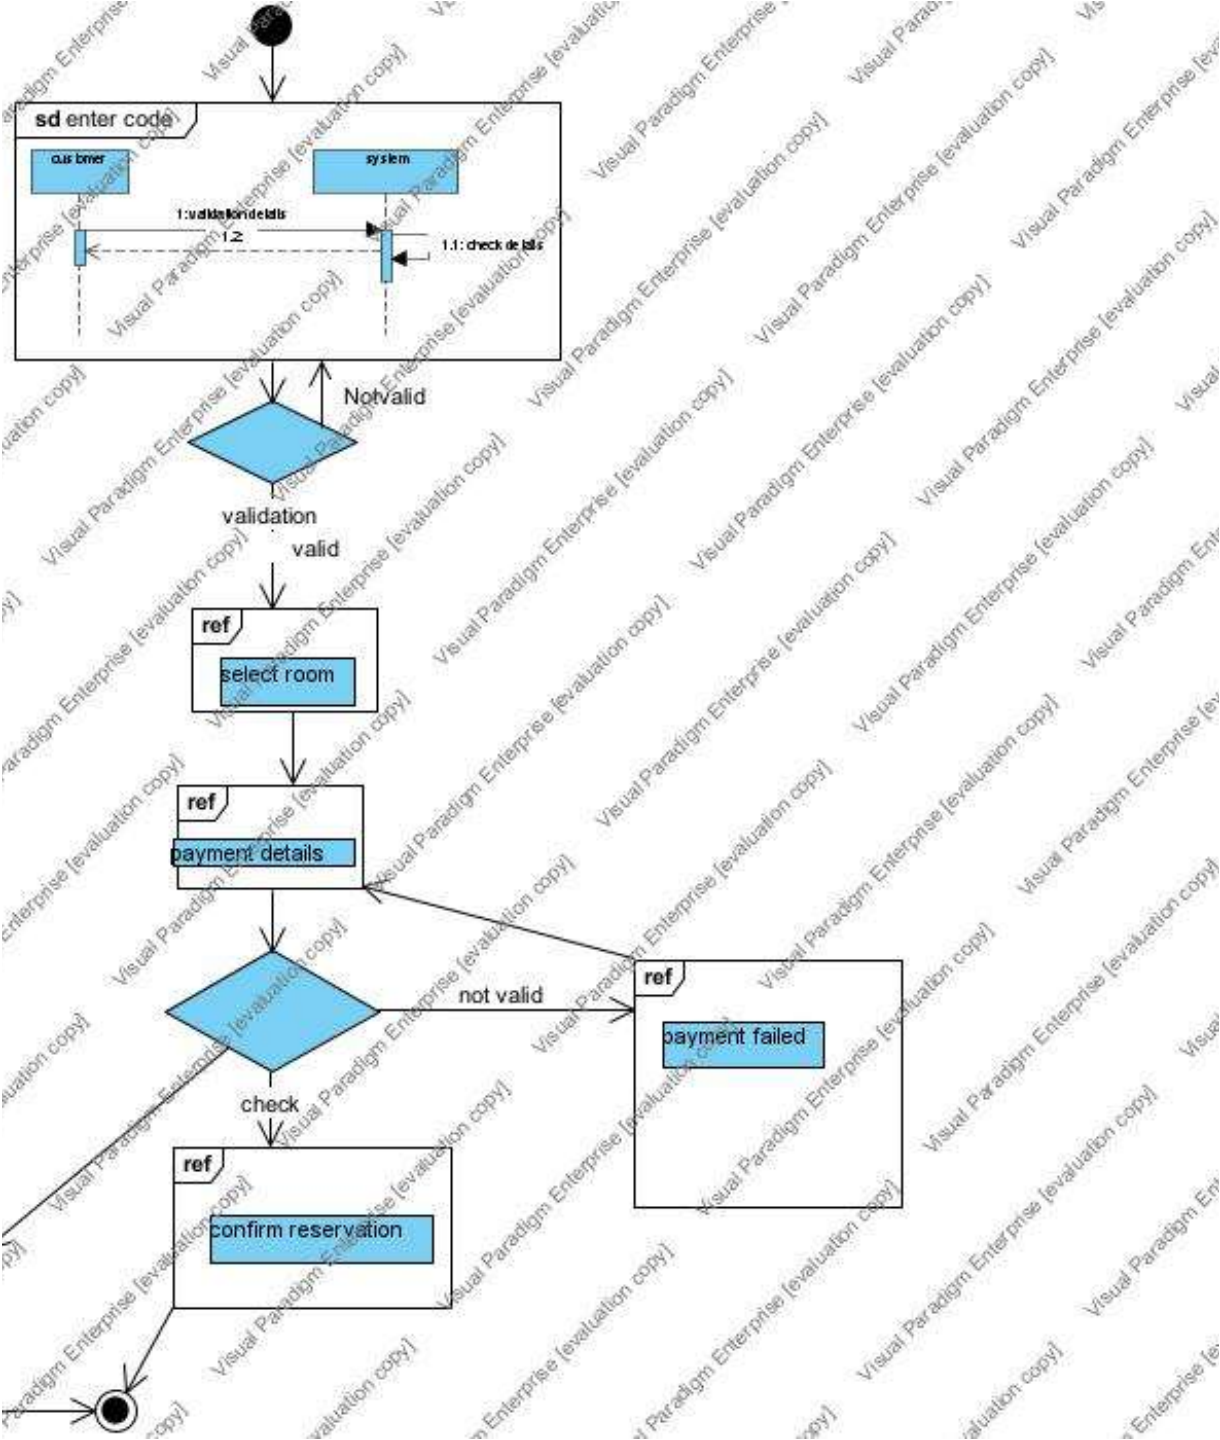 sd enter code
customer
system
1: validation details
1.2:
1.1: check details
Notvalid
validation
valid
ref
select room
ref
payment details
not valid
ref
payment failed
check
ref
confirm reservation
Visual Paradigm Enterprise [evaluation copy]